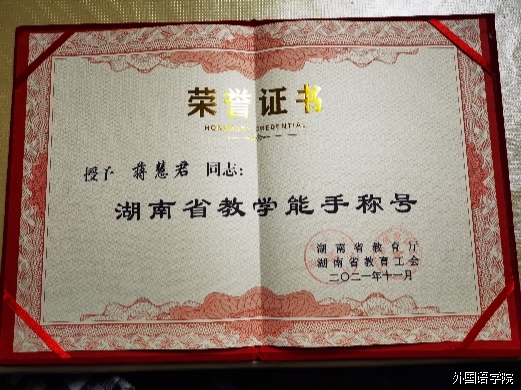 荣誉证书
HONORARY CREDENTIAL
授予 蒋慧君 同志：
湖南省教学能手称号
湖南省教育厅
湖南省教育工会
二〇二一年十一月
外国语学院